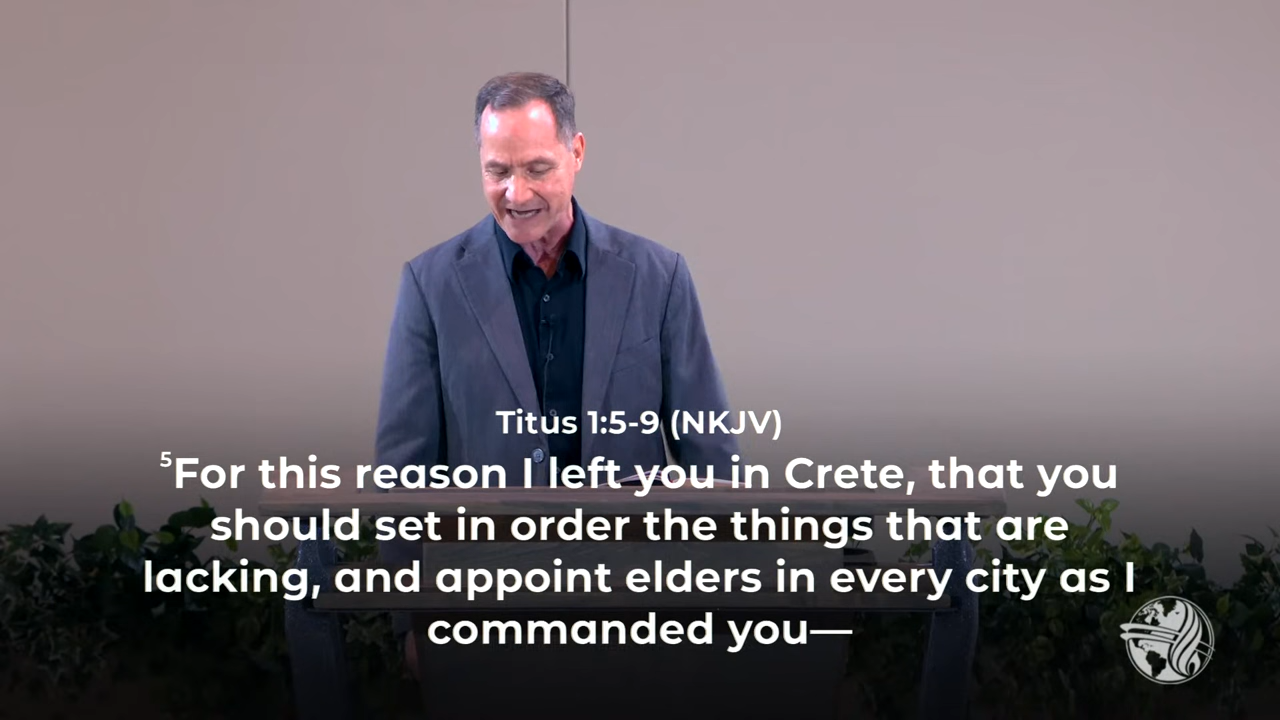 Titus 1:5-9 (NKJV)
⁵For this reason I left you in Crete, that you
should set in order the things that are
lacking, and appoint elders in every city as I
commanded you—